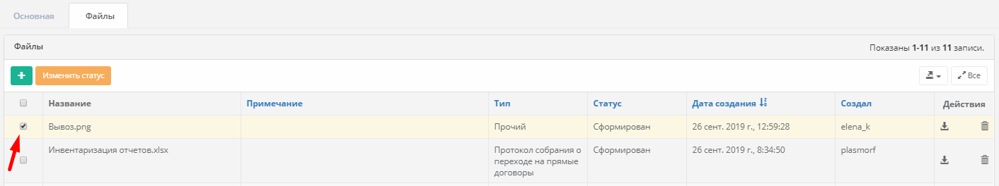 Основная Файлы
Файлы Показаны 1-11 из 11 записи.
+ Изменить статус Все
Название Примечание Тип Статус Дата создания Создал Действия
Вывоз.png Прочий Сформирован 26 сент. 2019 г., 12:59:28 elena_k
Инвентаризация отчетов.xlsx Протокол собрания о Сформирован 26 сент. 2019 г., 8:34:50 plasmorf
переходе на прямые
договоры